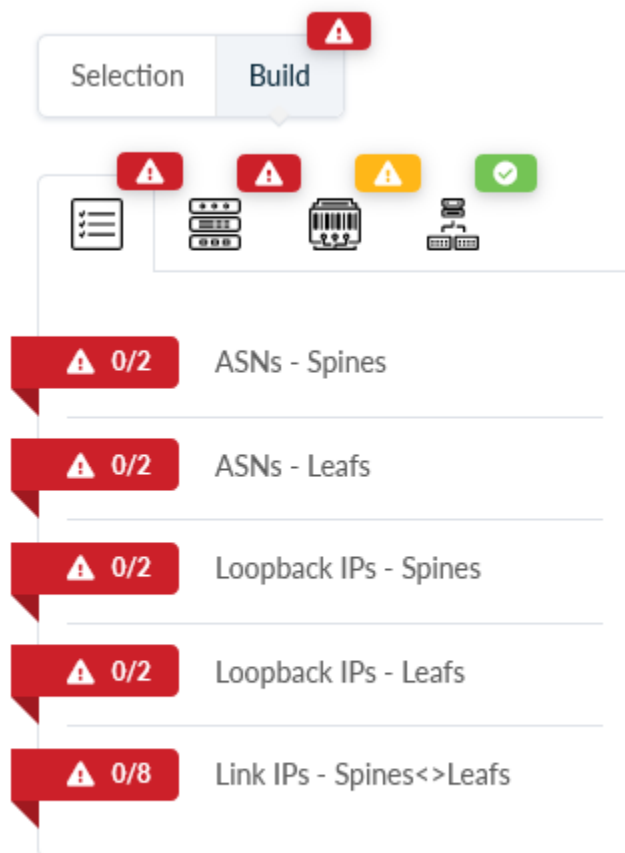 Selection Build
0/2 ASNs - Spines
0/2 ASNs - Leafs
0/2 Loopback IPs - Spines
0/2 Loopback IPs - Leafs
0/8 Link IPs - Spines<>Leafs